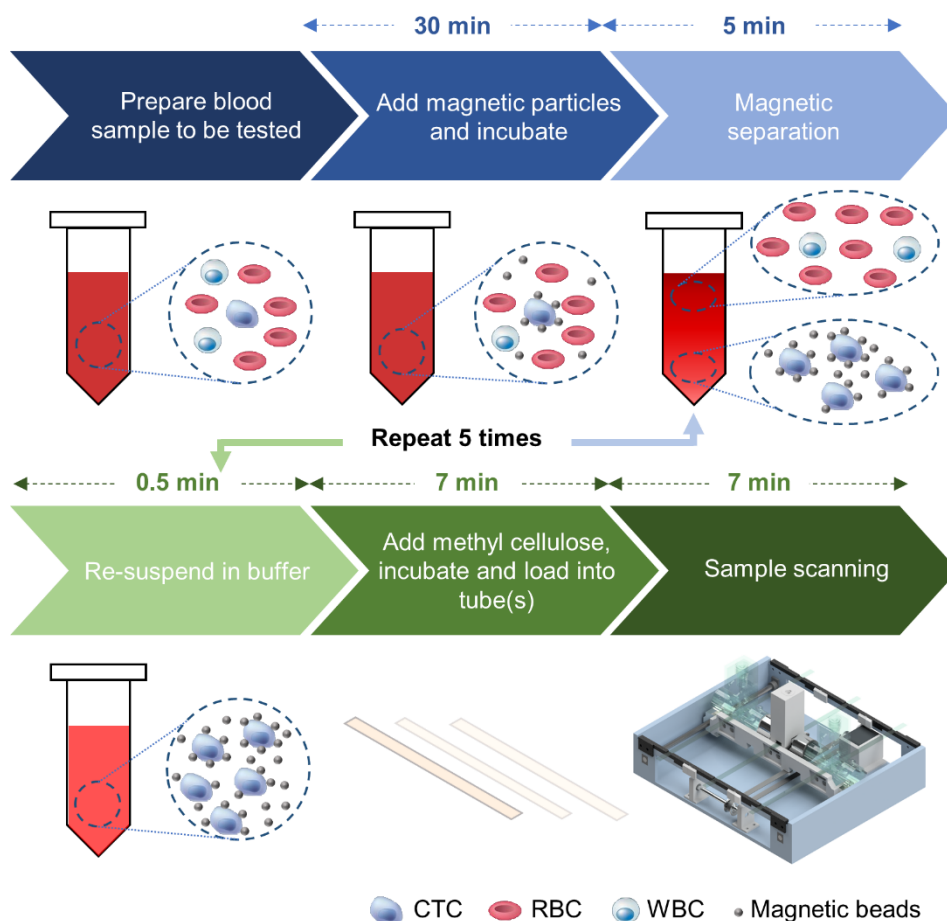 30 min
5 min
Prepare blood
sample to be tested
Add magnetic particles
and incubate
Magnetic
separation
Repeat 5 times
0.5 min
7 min
7 min
Re-suspend in buffer
Add methyl cellulose,
incubate and load into
tube(s)
Sample scanning
CTC
RBC
WBC
Magnetic beads